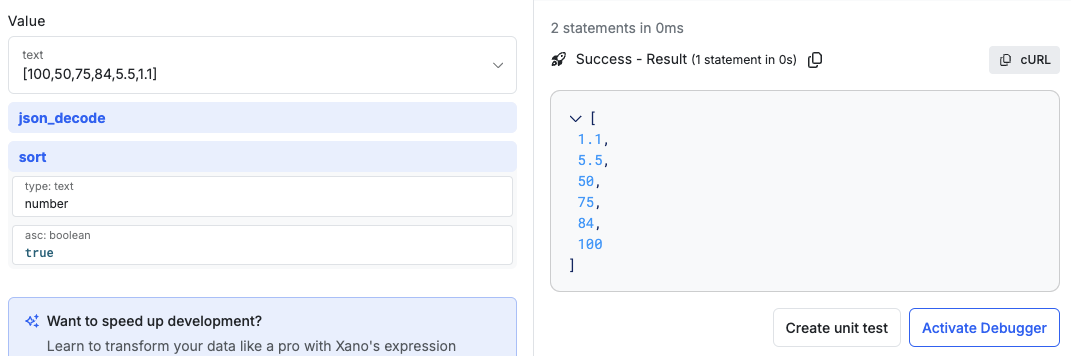 Value
text
[100,50,75,84,5.5,1.1]
json_decode
sort
type: text
number
asc: boolean
true
Want to speed up development?
Learn to transform your data like a pro with Xano's expression
2 statements in 0ms
Success - Result (1 statement in 0s)
cURL
[
1.1,
5.5,
50,
75,
84,
100
]
Create unit test
Activate Debugger